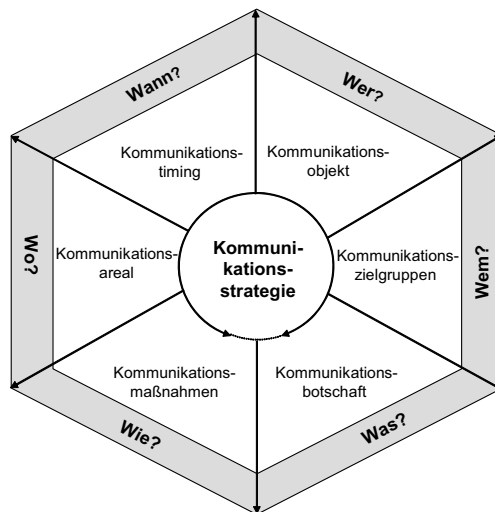 Wann?
Wer?
Kommunikations-
timing
Kommunikations-
objekt
Wo?
Kommunikations-
areal
Kommuni-
kations-
strategie
Kommunikations-
zielgruppen
Wem?
Kommunikations-
maßnahmen
Kommunikations-
botschaft
Wie?
Was?